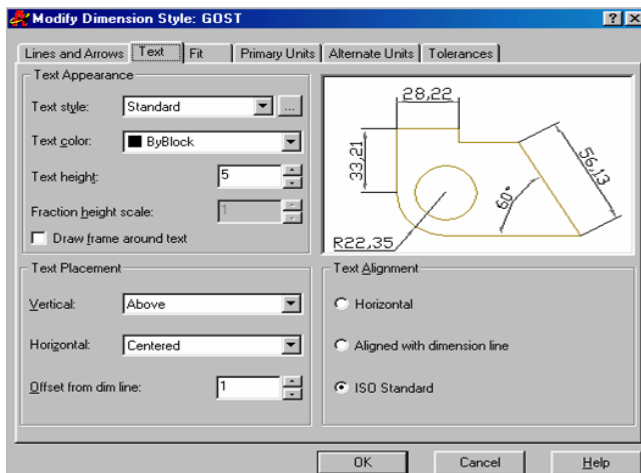 Modify Dimension Style: GOST
Lines and Arrows Text Fit Primary Units Alternate Units Tolerances
Text Appearance
Text style: Standard ...
Text color: ByBlock
Text height: 5
Fraction height scale: 1
Draw frame around text
28,22
33,21
56,13
60°
R22,35
Text Placement
Vertical: Above
Horizontal: Centered
Offset from dim line: 1
Text Alignment
Horizontal
Aligned with dimension line
ISO Standard
OK Cancel Help